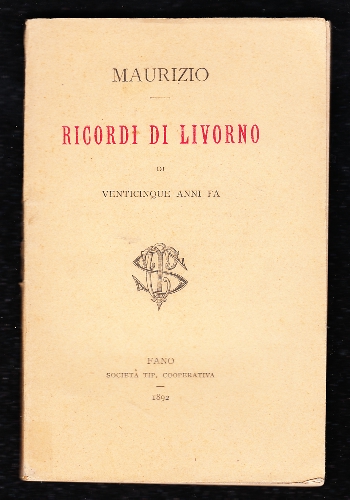 MAURIZIO
RICORDI DI LIVORNO
DI
VENTICINQUE ANNI FA
FANO
SOCIETÀ TIP. COOPERATIVA
1892